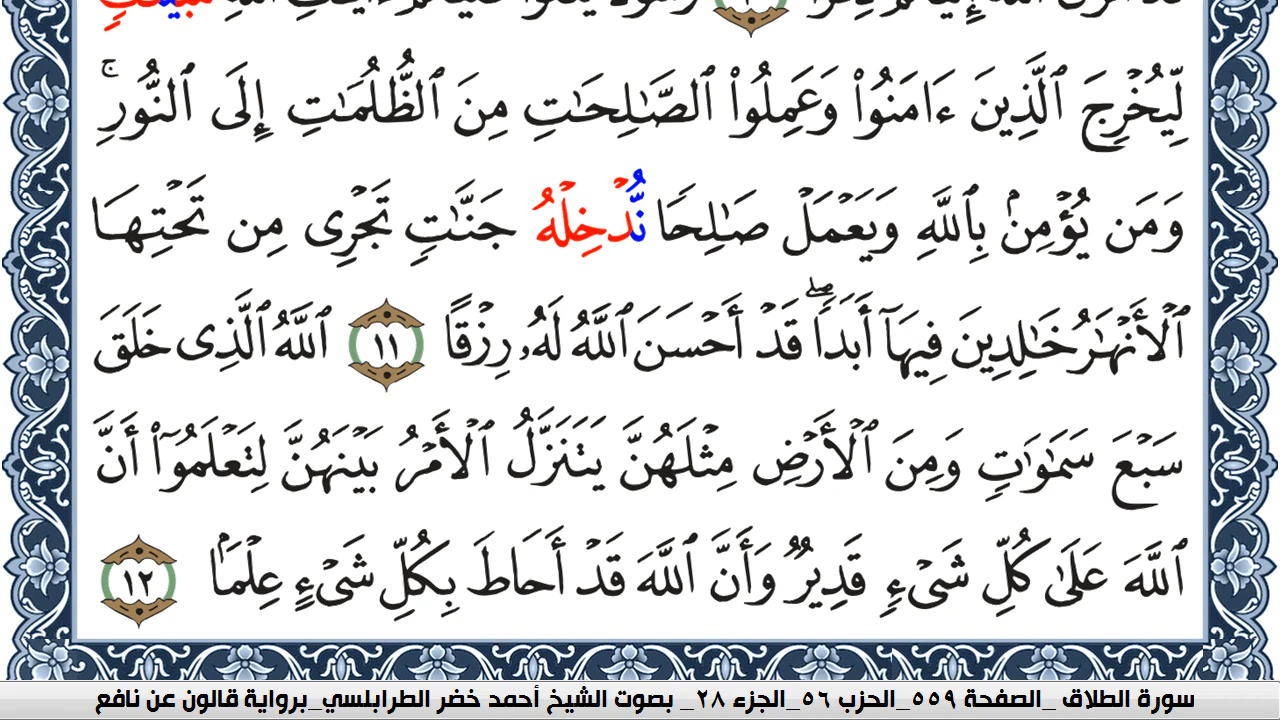 لِّيُخْرِجَ ٱلَّذِينَ ءَامَنُوا۟ وَعَمِلُوا۟ ٱلصَّـٰلِحَـٰتِ مِنَ ٱلظُّلُمَـٰتِ إِلَى ٱلنُّورِ ۚ
وَمَن يُؤْمِنۢ بِٱللَّهِ وَيَعْمَلْ صَـٰلِحًا نُّدْخِلْهُ جَنَّـٰتٍ تَجْرِى مِن تَحْتِهَا
ٱلْأَنْهَـٰرُ خَـٰلِدِينَ فِيهَآ أَبَدًا ۖ قَدْ أَحْسَنَ ٱللَّهُ لَهُۥ رِزْقًا ١١ ٱللَّهُ ٱلَّذِى خَلَقَ
سَبْعَ سَمَـٰوَٰتٍ وَمِنَ ٱلْأَرْضِ مِثْلَهُنَّ يَتَنَزَّلُ ٱلْأَمْرُ بَيْنَهُنَّ لِتَعْلَمُوٓا۟ أَنَّ
ٱللَّهَ عَلَىٰ كُلِّ شَىْءٍ قَدِيرٌ وَأَنَّ ٱللَّهَ قَدْ أَحَاطَ بِكُلِّ شَىْءٍ عِلْمًۢا ١٢
سورة الطلاق _الصفحة ٥٥٩_الحزب ٥٦_الجزء ٢٨_ بصوت الشيخ أحمد خضر الطرابلسي_برواية قالون عن نافع